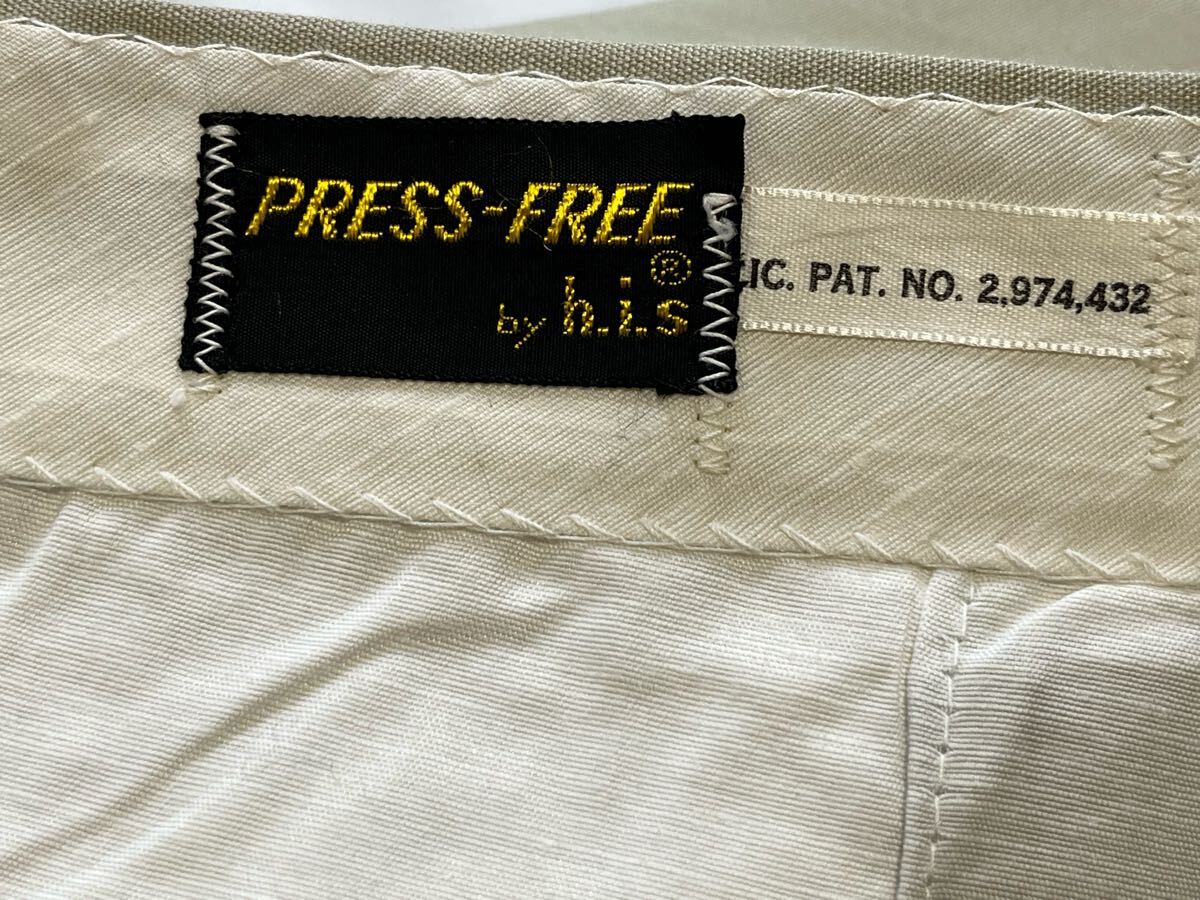 PRESS-FREE
by h.i.s®
LIC. PAT. NO. 2,974,432